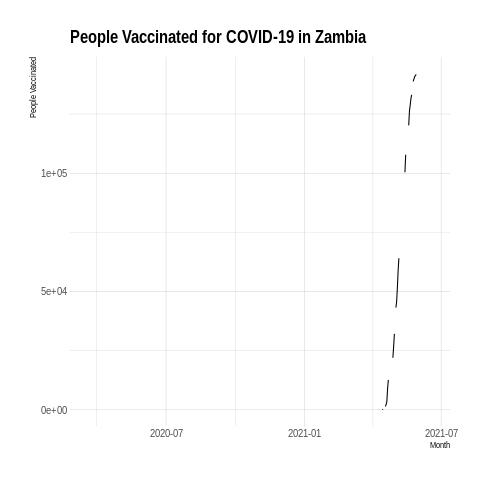 People Vaccinated for COVID-19 in Zambia
People Vaccinated
1e+05
5e+04
0e+00
2020-07
2021-01
2021-07
Month